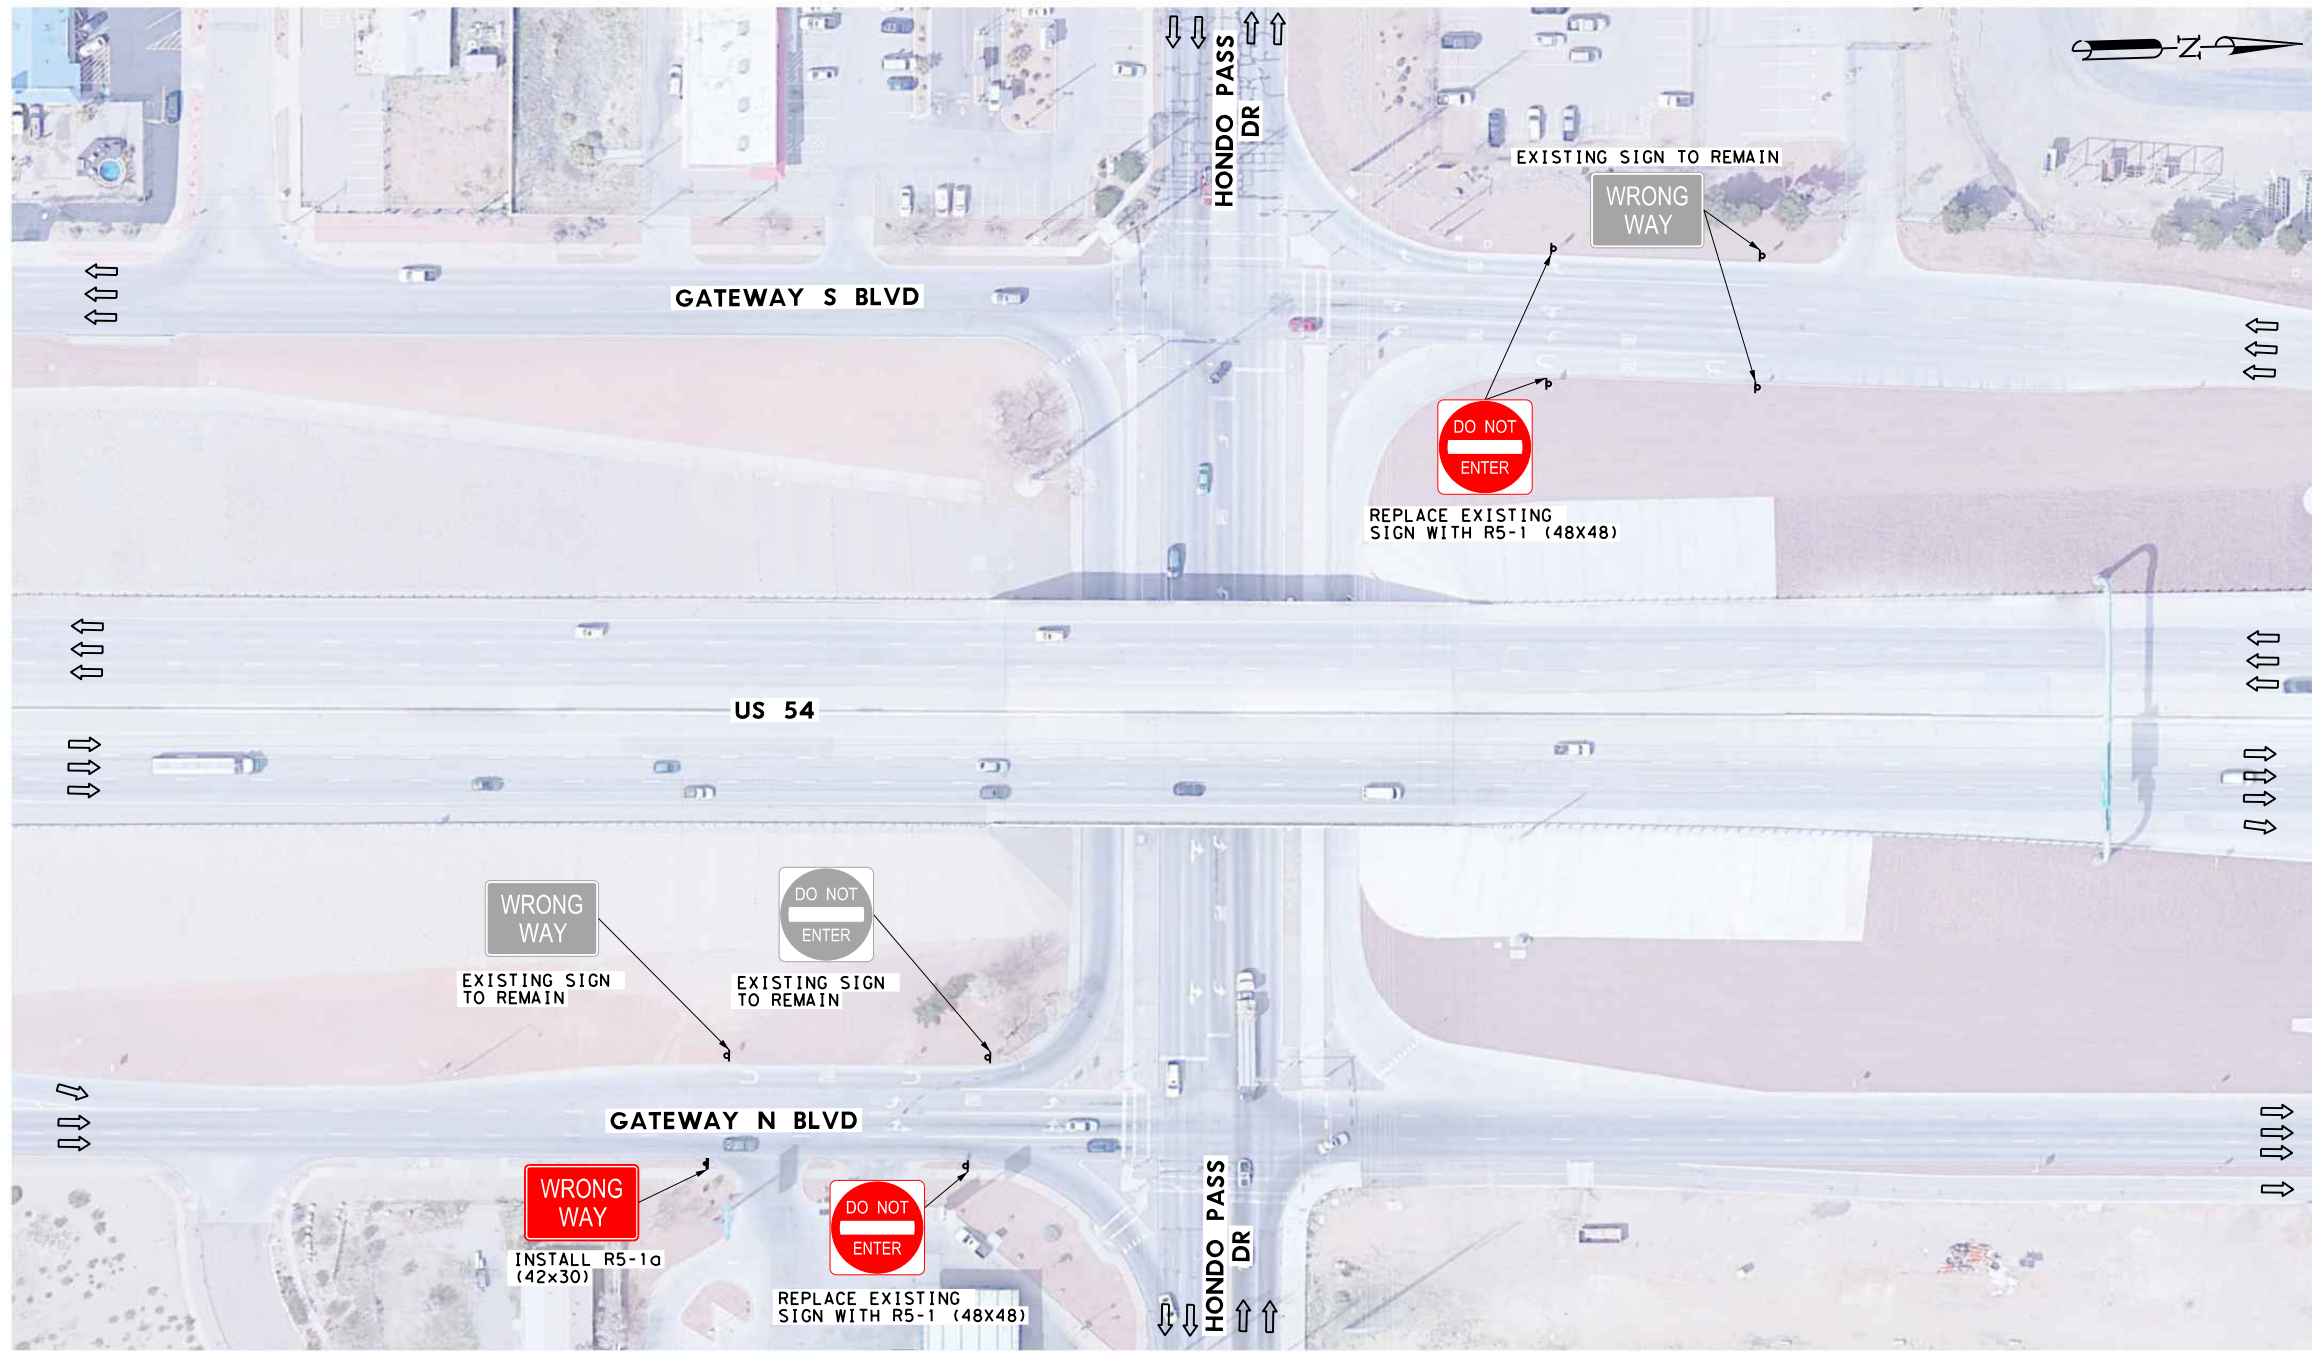 HONDO PASS
DR
N
EXISTING SIGN TO REMAIN
WRONG
WAY
GATEWAY S BLVD
DO NOT
ENTER
REPLACE EXISTING
SIGN WITH R5-1 (48X48)
US 54
WRONG
WAY
EXISTING SIGN
TO REMAIN
DO NOT
ENTER
EXISTING SIGN
TO REMAIN
GATEWAY N BLVD
WRONG
WAY
INSTALL R5-1a
(42x30)
DO NOT
ENTER
REPLACE EXISTING
SIGN WITH R5-1 (48X48)
HONDO PASS
DR